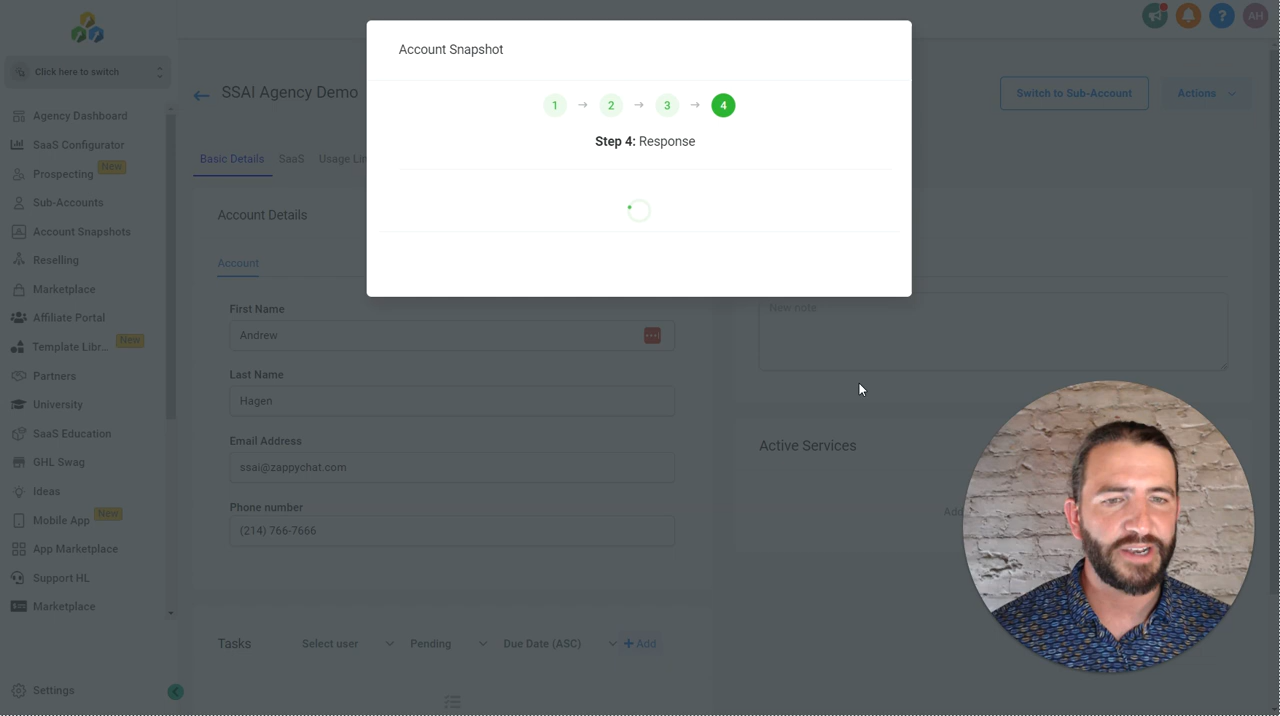 Click here to switch
Agency Dashboard
SaaS Configurator
Prospecting
New
Sub-Accounts
Account Snapshots
Reselling
Marketplace
Affiliate Portal
Template Libr...
New
Partners
University
SaaS Education
GHL Swag
Ideas
Mobile App
New
App Marketplace
Support HL
Marketplace
Settings
AH
SSAI Agency Demo
Switch to Sub-Account
Actions
Basic Details
SaaS
Usage Lin
Account Snapshot
1 → 2 → 3 → 4
Step 4: Response
Account Details
Account
First Name
Andrew
Last Name
Hagen
Email Address
ssai@zappychat.com
Phone number
(214) 766-7666
New note
Active Services
Add
Tasks
Select user
Pending
Due Date (ASC)
+ Add